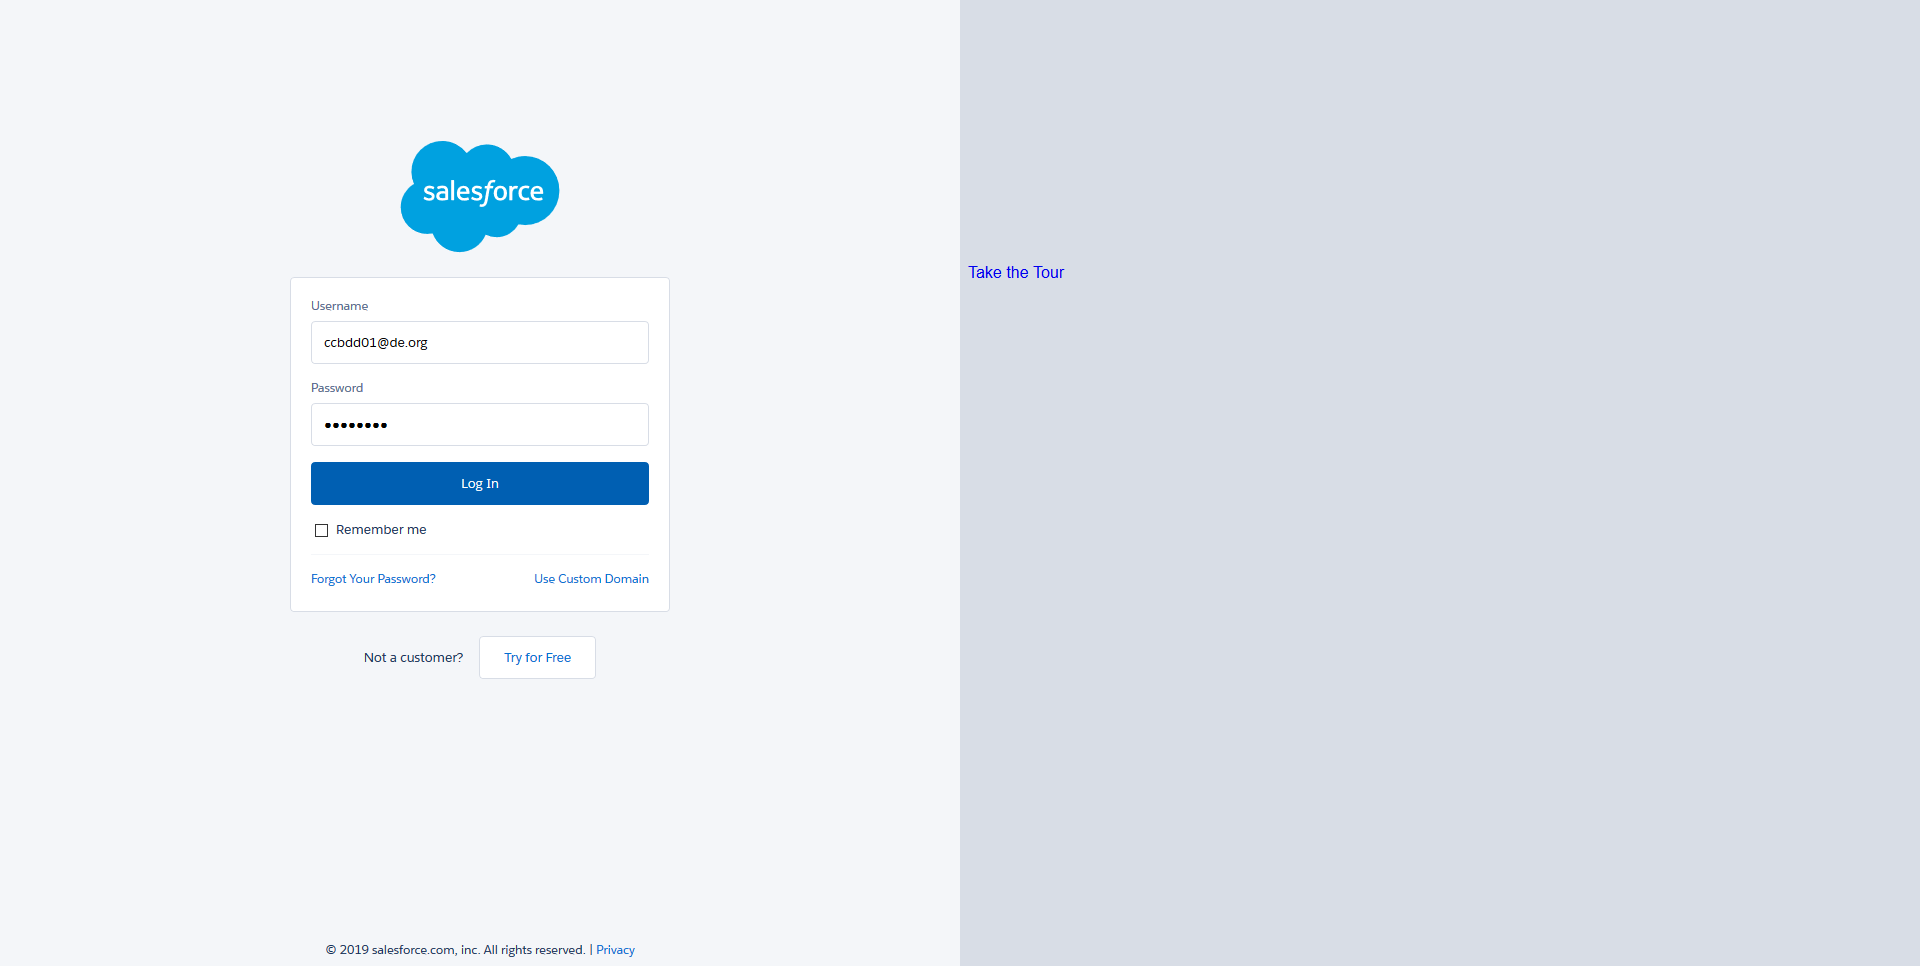 salesforce
Username
ccbdd01@de.org
Password
••••••••
Log In
Remember me
Forgot Your Password? Use Custom Domain
Not a customer? Try for Free
© 2019 salesforce.com, inc. All rights reserved. | Privacy
Take the Tour